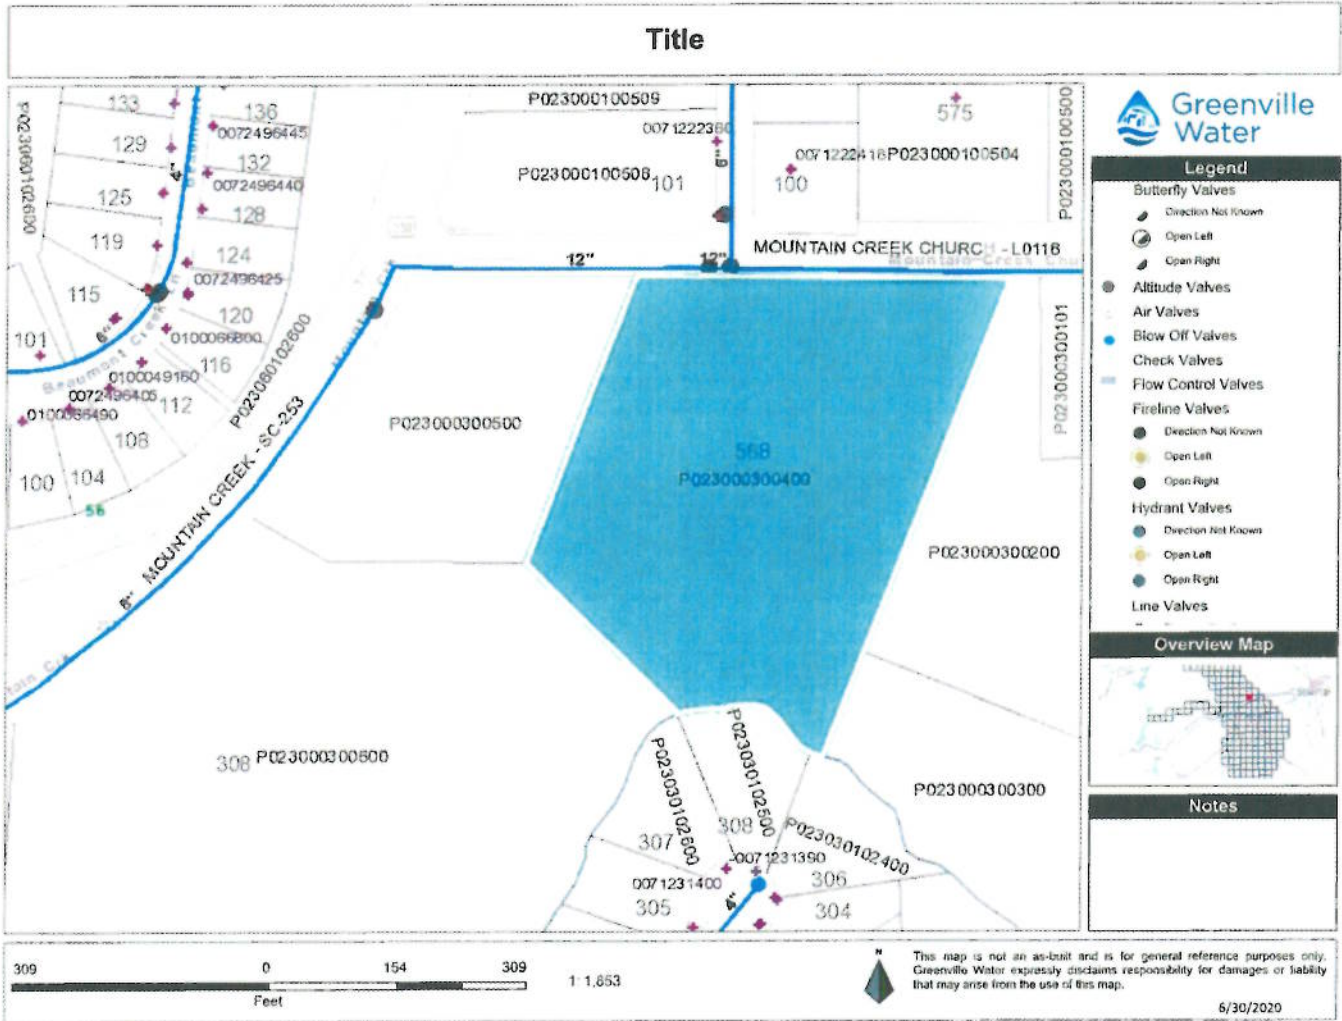 Title
P023060102600
133
129
125
119
115
101
136
0072496445
132
0072496440
128
124
0072496425
120
0100066800
116
0100049160
0072496405
112
0100066490
108
104
100
56
6"
Beaumont Creek Ln
P023060102600
MOUNTAIN CREEK - SC-253
8"
P023000100509
0071222360
P023000100508
101
6"
575
0071222418
P023000100504
100
P023000100500
12"
12"
MOUNTAIN CREEK CHURCH - L0116
P023000300101
P023000300500
568
P023000300400
P023000300200
308 P023000300600
P023000300300
P023030102600
P023030102500
P023030102400
307
308
0071231390
0071231400
306
305
304
4"
Greenville
Water
Legend
Butterfly Valves
Direction Not Known
Open Left
Open Right
Altitude Valves
Air Valves
Blow Off Valves
Check Valves
Flow Control Valves
Fireline Valves
Direction Not Known
Open Left
Open Right
Hydrant Valves
Direction Not Known
Open Left
Open Right
Line Valves
Overview Map
Notes
309 0 154 309
Feet
1: 1,853
N
This map is not an as-built and is for general reference purposes only.
Greenville Water expressly disclaims responsibility for damages or liability
that may arise from the use of this map.
6/30/2020